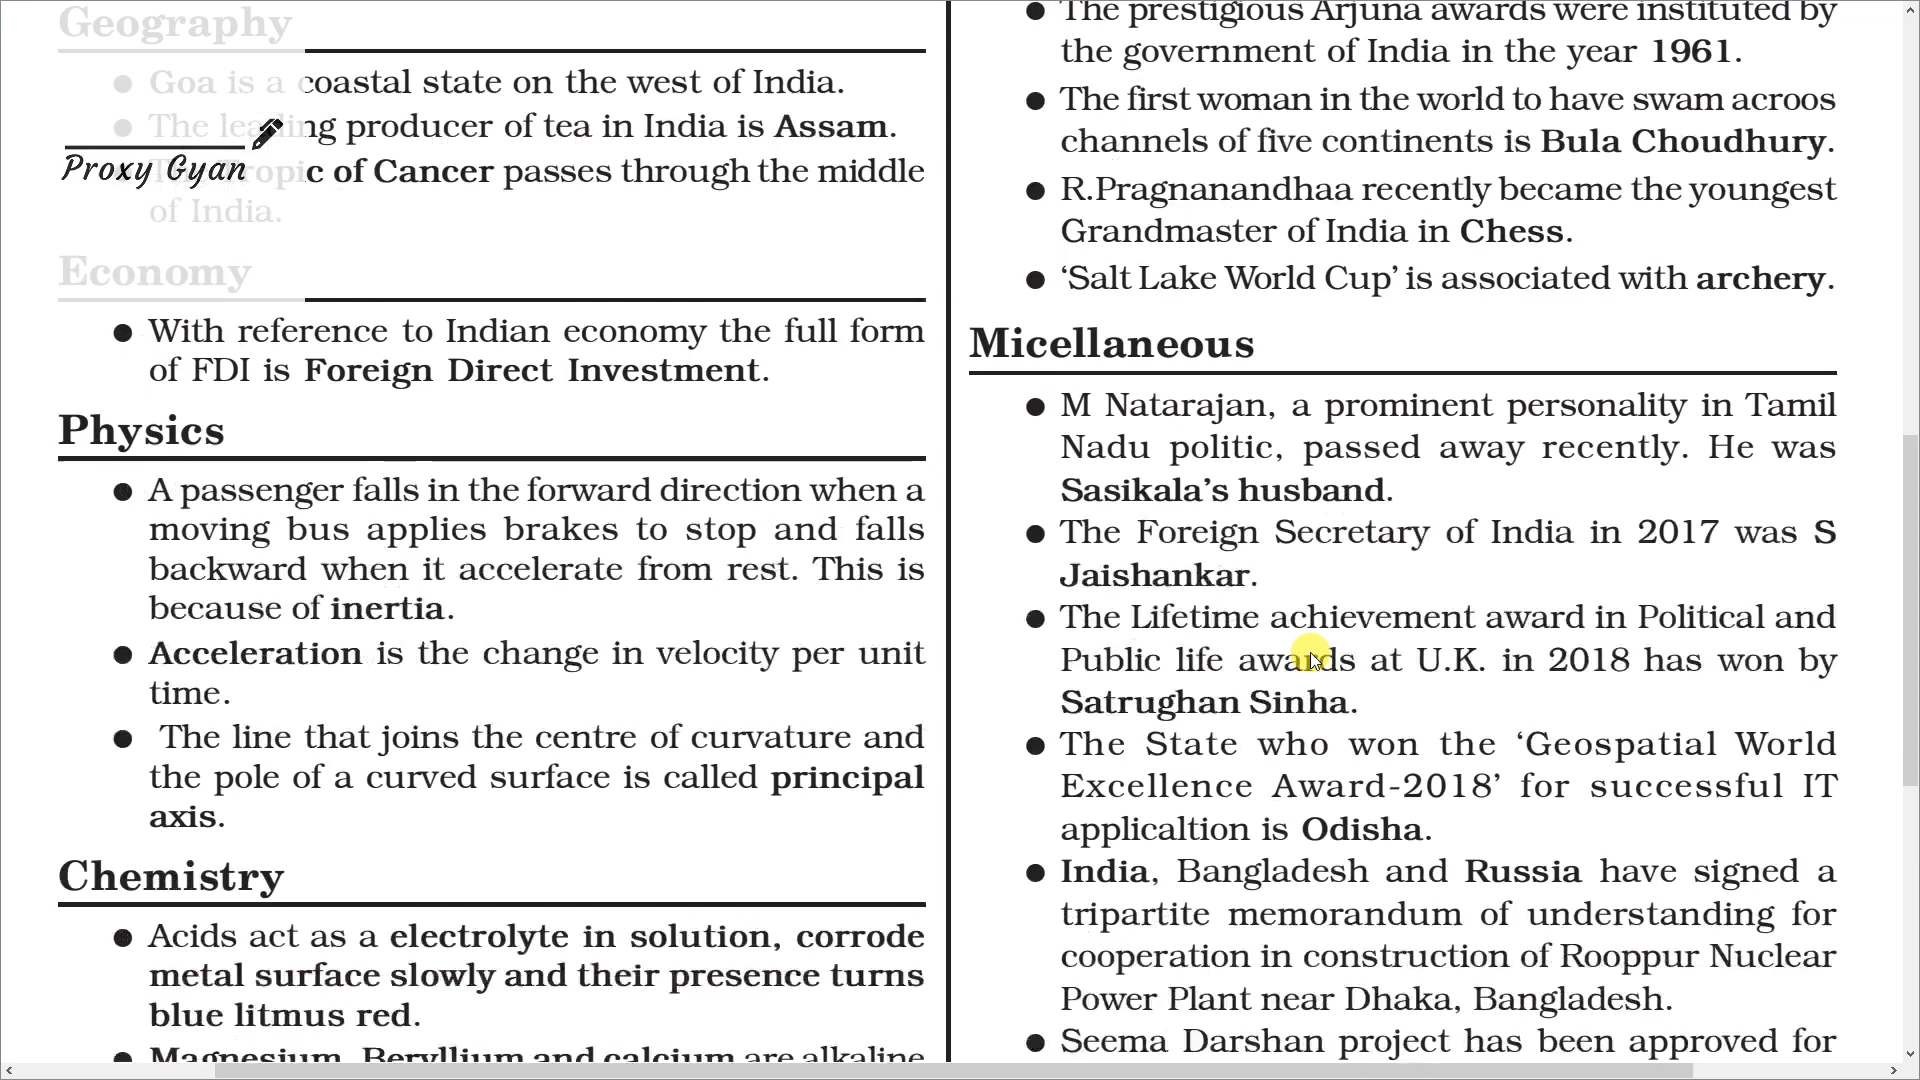 Geography
● Goa is a coastal state on the west of India.
● The leading producer of tea in India is Assam.
Proxy Gyan
The Tropic of Cancer passes through the middle
of India.
Economy
● With reference to Indian economy the full form
of FDI is Foreign Direct Investment.
Physics
● A passenger falls in the forward direction when a
moving bus applies brakes to stop and falls
backward when it accelerate from rest. This is
because of inertia.
● Acceleration is the change in velocity per unit
time.
● The line that joins the centre of curvature and
the pole of a curved surface is called principal
axis.
Chemistry
● Acids act as a electrolyte in solution, corrode
metal surface slowly and their presence turns
blue litmus red.
● Magnesium, Beryllium and calcium are alkaline
● The prestigious Arjuna awards were instituted by
the government of India in the year 1961.
● The first woman in the world to have swam acroos
channels of five continents is Bula Choudhury.
● R.Pragnanandhaa recently became the youngest
Grandmaster of India in Chess.
● ‘Salt Lake World Cup’ is associated with archery.
Micellaneous
● M Natarajan, a prominent personality in Tamil
Nadu politic, passed away recently. He was
Sasikala’s husband.
● The Foreign Secretary of India in 2017 was S
Jaishankar.
● The Lifetime achievement award in Political and
Public life awards at U.K. in 2018 has won by
Satrughan Sinha.
● The State who won the ‘Geospatial World
Excellence Award-2018’ for successful IT
applicaltion is Odisha.
● India, Bangladesh and Russia have signed a
tripartite memorandum of understanding for
cooperation in construction of Rooppur Nuclear
Power Plant near Dhaka, Bangladesh.
● Seema Darshan project has been approved for